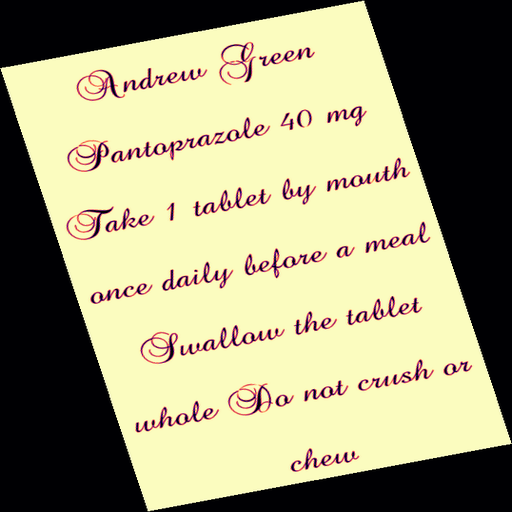 Andrew Green
Pantoprazole 40 mg
Take 1 tablet by mouth
once daily before a meal
Swallow the tablet
whole Do not crush or
chew